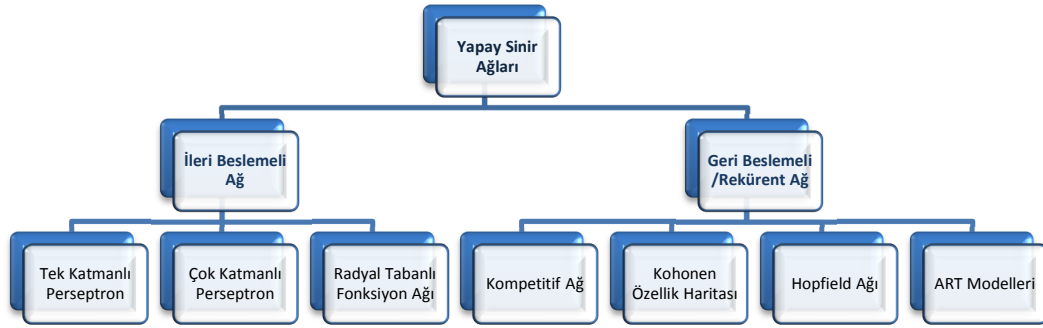 Yapay Sinir
Ağları
İleri Beslemeli
Ağ
Geri Beslemeli
/Rekürent Ağ
Tek Katmanlı
Perseptron
Çok Katmanlı
Perseptron
Radyal Tabanlı
Fonksiyon Ağı
Kompetitif Ağ
Kohonen
Özellik Haritası
Hopfield Ağı
ART Modelleri